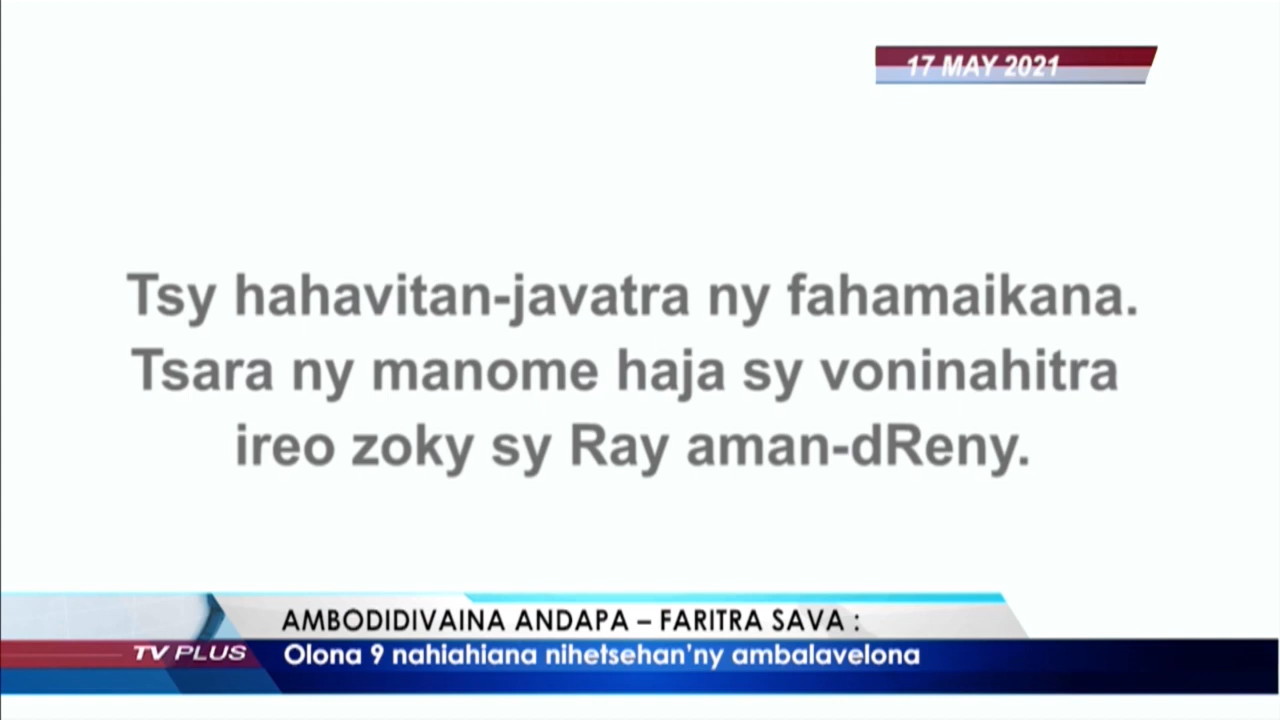 17 MAY 2021
Tsy hahavitan-javatra ny fahamaikana.
Tsara ny manome haja sy voninahitra
ireo zoky sy Ray aman-dReny.
AMBODIDIVAINA ANDAPA – FARITRA SAVA :
TV PLUS
Olona 9 nahiahiana nihetsehan'ny ambalavelona